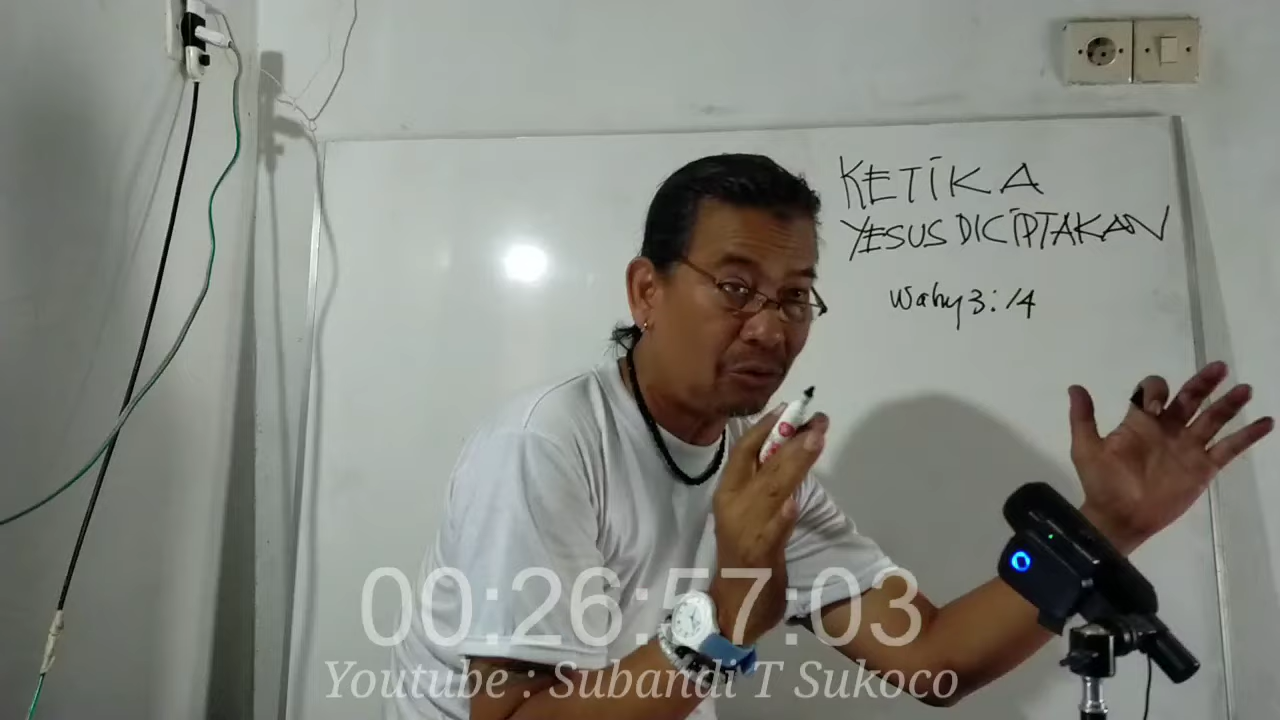 KETIKA
YESUS DICIPTAKAN
Wahy 3:14
00:26:57:03
Youtube : Subandi T Sukoco